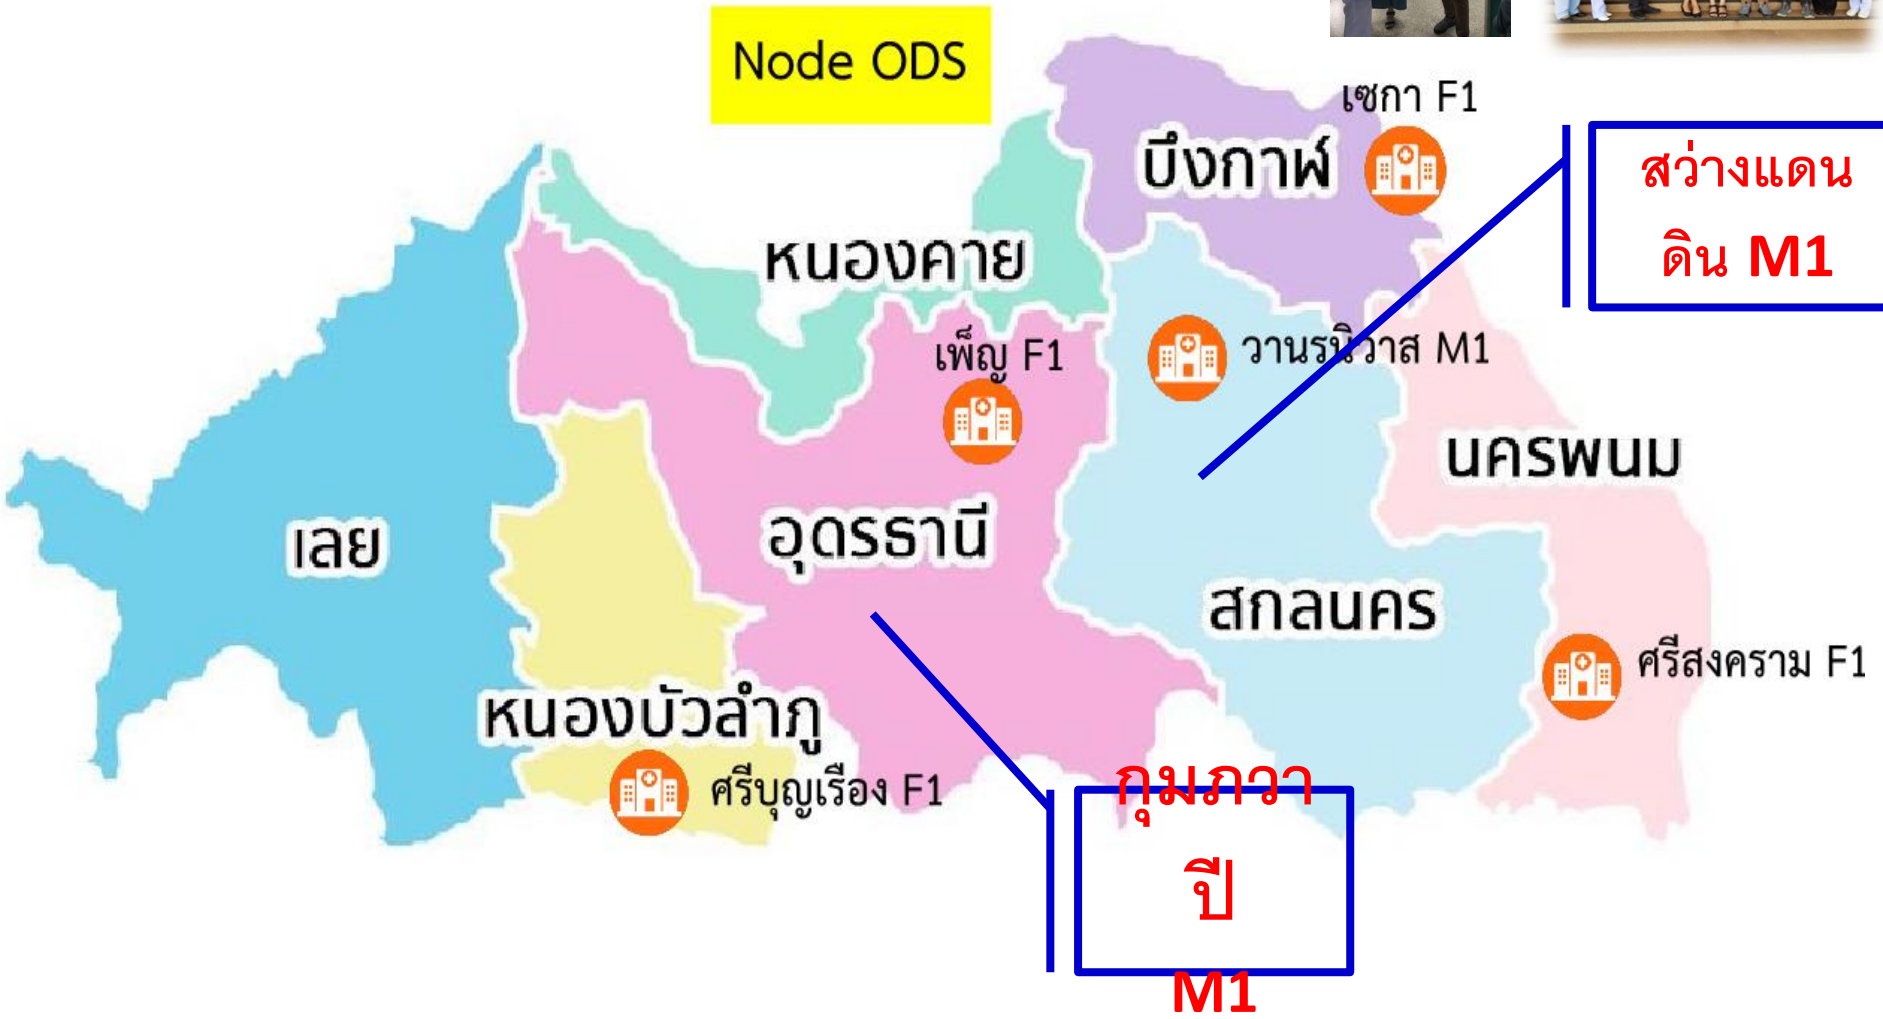 Node ODS
เซกา F1
บึงกาฬ
สว่างแดน
ดิน M1
หนองคาย
เพ็ญ F1
วานรนิวาส M1
นครพนม
เลย
อุดรธานี
สกลนคร
ศรีสงคราม F1
หนองบัวลำภู
ศรีบุญเรือง F1
กุมภวา
ปี
M1